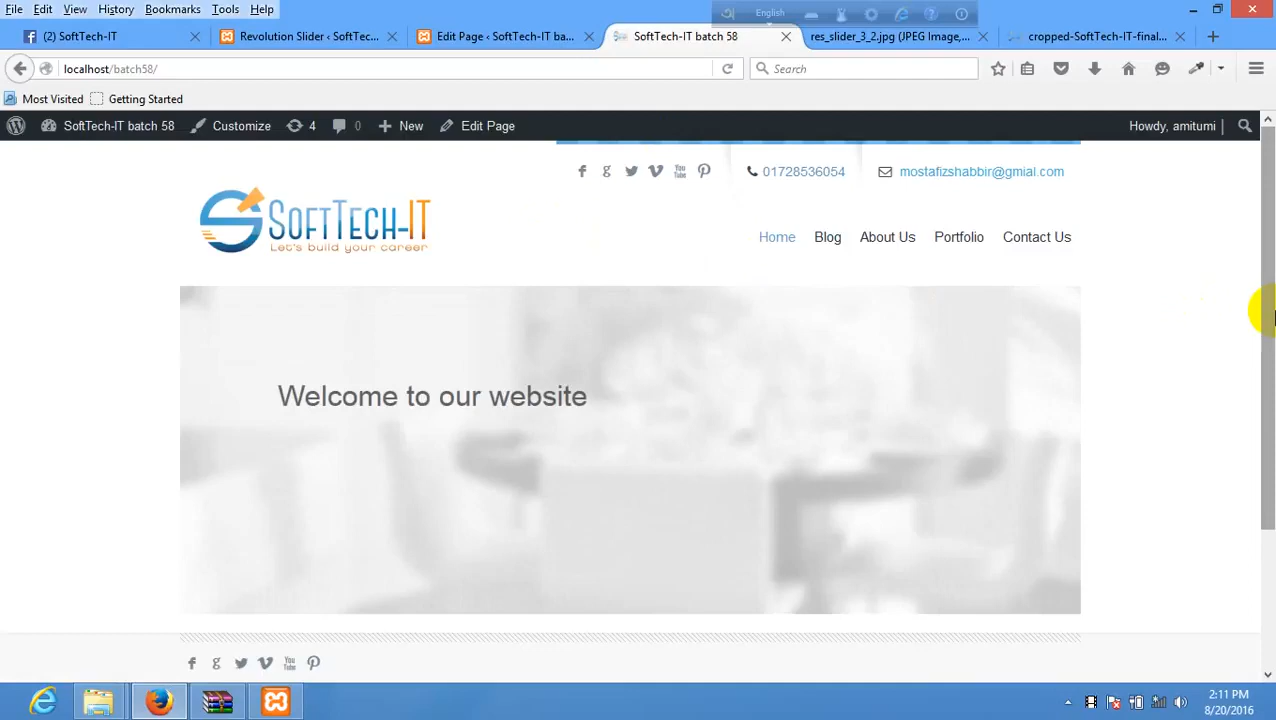 File Edit View History Bookmarks Tools Help
English
(2) SoftTech-IT
Revolution Slider ‹ SoftTec...
Edit Page ‹ SoftTech-IT ba...
SoftTech-IT batch 58
res_slider_3_2.jpg (JPEG Image,...
cropped-SoftTech-IT-final...
localhost/batch58/
Search
Most Visited Getting Started
SoftTech-IT batch 58 Customize 4 0 New Edit Page Howdy, amitumi
01728536054 mostafizshabbir@gmial.com
SoftTech-IT
Let's build your career
Home Blog About Us Portfolio Contact Us
Welcome to our website
2:11 PM
8/20/2016